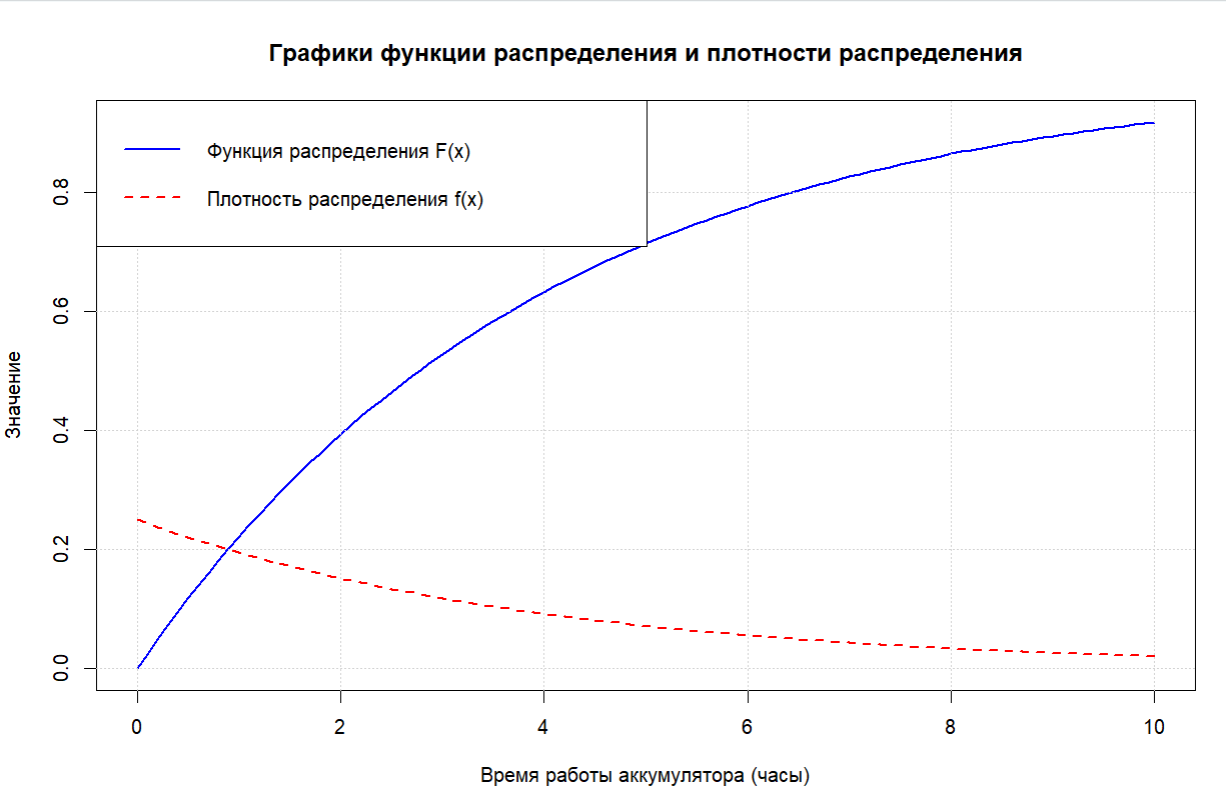 Графики функции распределения и плотности распределения
Функция распределения F(x)
Плотность распределения f(x)
Значение
0.8
0.6
0.4
0.2
0.0
0 2 4 6 8 10
Время работы аккумулятора (часы)